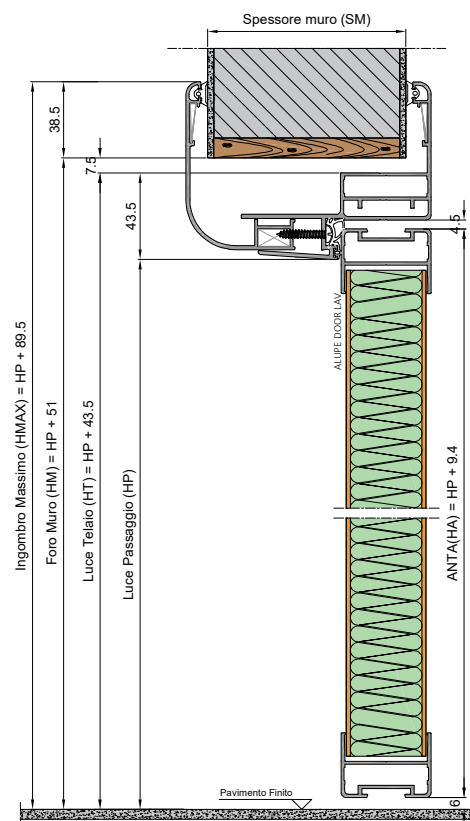 Spessore muro (SM)
38.5
7.5
43.5
4.5
ALUPE DOOR LAV
Ingombro Massimo (HMAX) = HP + 89.5
Foro Muro (HM) = HP + 51
Luce Telaio (HT) = HP + 43.5
Luce Passaggio (HP)
ANTA(HA) = HP + 9.4
Pavimento Finito
6